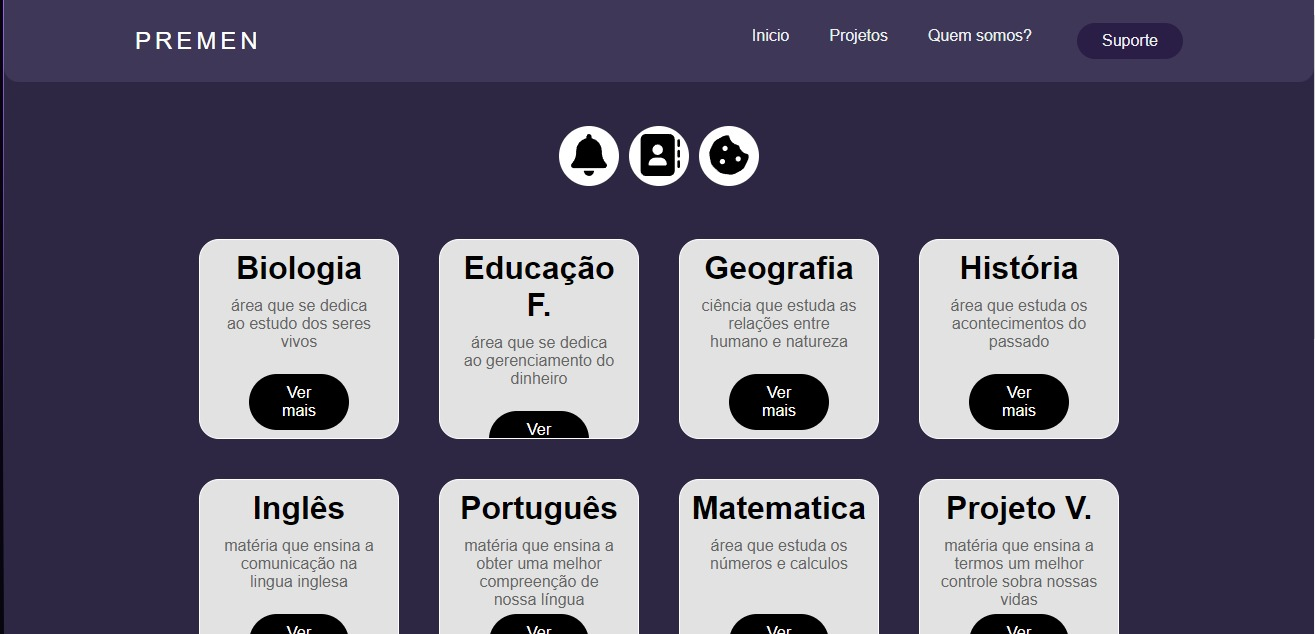 PREMEN
Inicio
Projetos
Quem somos?
Suporte
Biologia
área que se dedica
ao estudo dos seres
vivos
Ver
mais
Educação
F.
área que se dedica
ao gerenciamento do
dinheiro
Ver
Geografia
ciência que estuda as
relações entre
humano e natureza
Ver
mais
História
área que estuda os
acontecimentos do
passado
Ver
mais
Inglês
matéria que ensina a
comunicação na
lingua inglesa
Ver
Português
matéria que ensina a
obter uma melhor
compreenção de
nossa língua
Ver
Matematica
área que estuda os
números e calculos
Ver
Projeto V.
matéria que ensina a
termos um melhor
controle sobra nossas
vidas
Ver